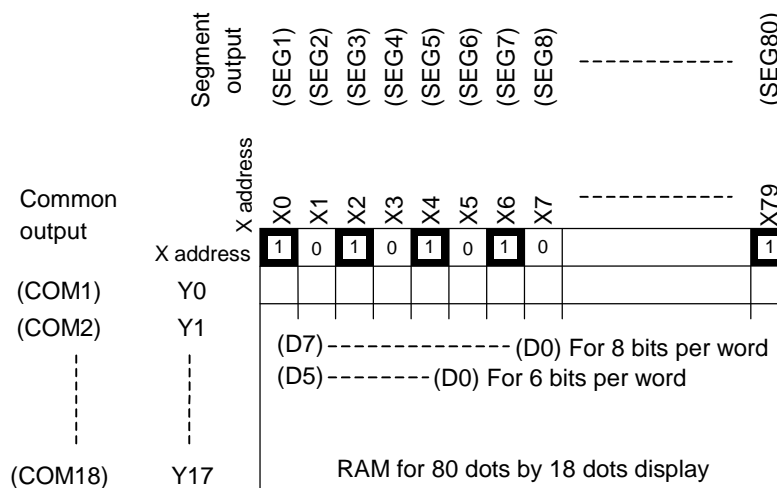 Segment
output
(SEG1)
(SEG2)
(SEG3)
(SEG4)
(SEG5)
(SEG6)
(SEG7)
(SEG8)
(SEG80)
Common
output
X address
X0
X1
X2
X3
X4
X5
X6
X7
X79
X address
1 0 1 0 1 0 1 0 1
(COM1) Y0
(COM2) Y1
(D7) (D0) For 8 bits per word
(D5) (D0) For 6 bits per word
(COM18) Y17
RAM for 80 dots by 18 dots display